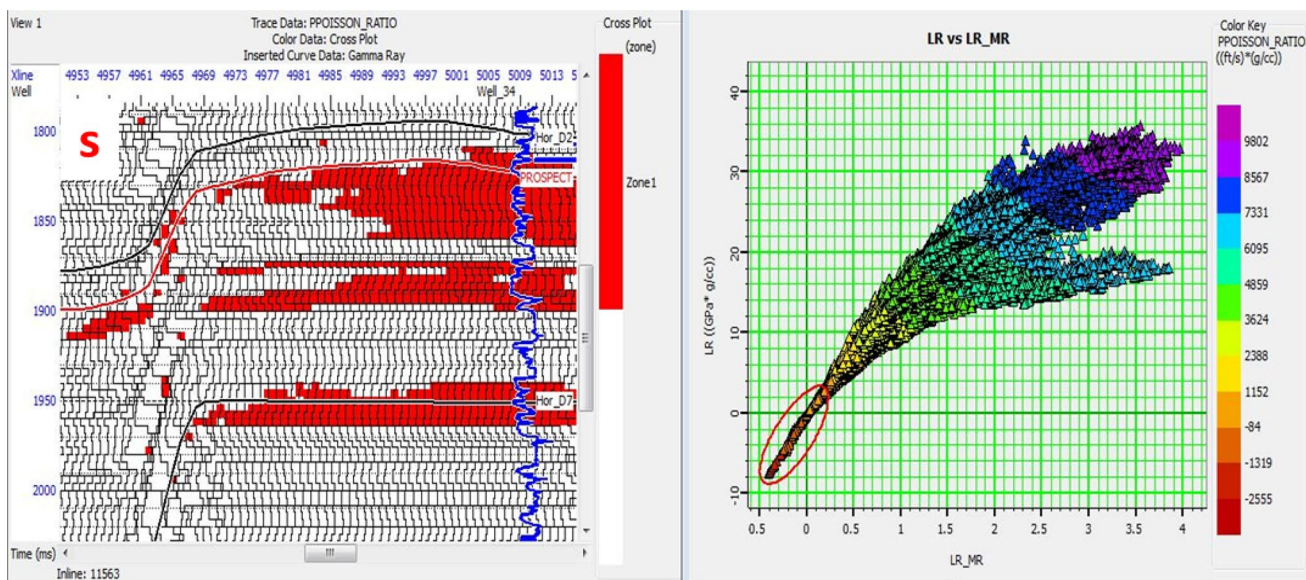 View 1
Trace Data: PPOISSON_RATIO
Color Data: Cross Plot
Inserted Curve Data: Gamma Ray
Xline 4953 4957 4961 4965 4969 4973 4977 4981 4985 4989 4993 4997 5001 5005 5009 5013 5
Well Well_34
S
1800
1850
1900
1950
2000
Hor_D2
PROSPECT
Hor_D7
Time (ms)
Inline: 11563
Cross Plot
(zone)
Zone1
LR vs LR_MR
LR ((GPa* g/cc))
40
30
20
10
0
-10
0.5 0 0.5 1 1.5 2 2.5 3 3.5 4
LR_MR
Color Key
PPOISSON_RATIO
((ft/s)*(g/cc))
9802
8567
7331
6095
4859
3624
2388
1152
-84
-1319
-2555